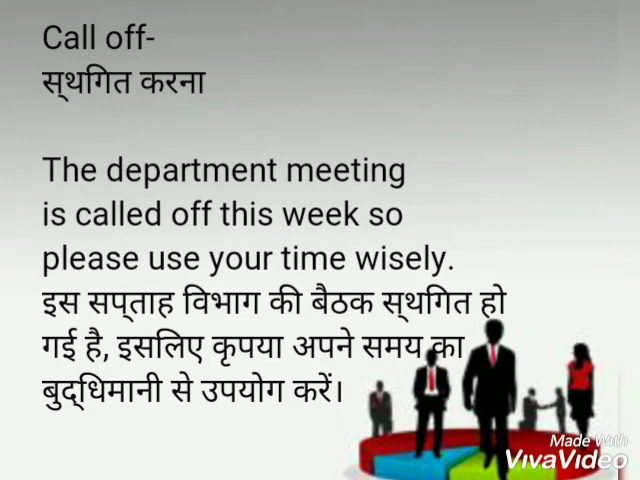 Call off-
स्थगित करना
The department meeting
is called off this week so
please use your time wisely.
इस सप्ताह विभाग की बैठक स्थगित हो
गई है, इसलिए कृपया अपने समय का
बुद्धिमानी से उपयोग करें।
Made With
VivaVideo